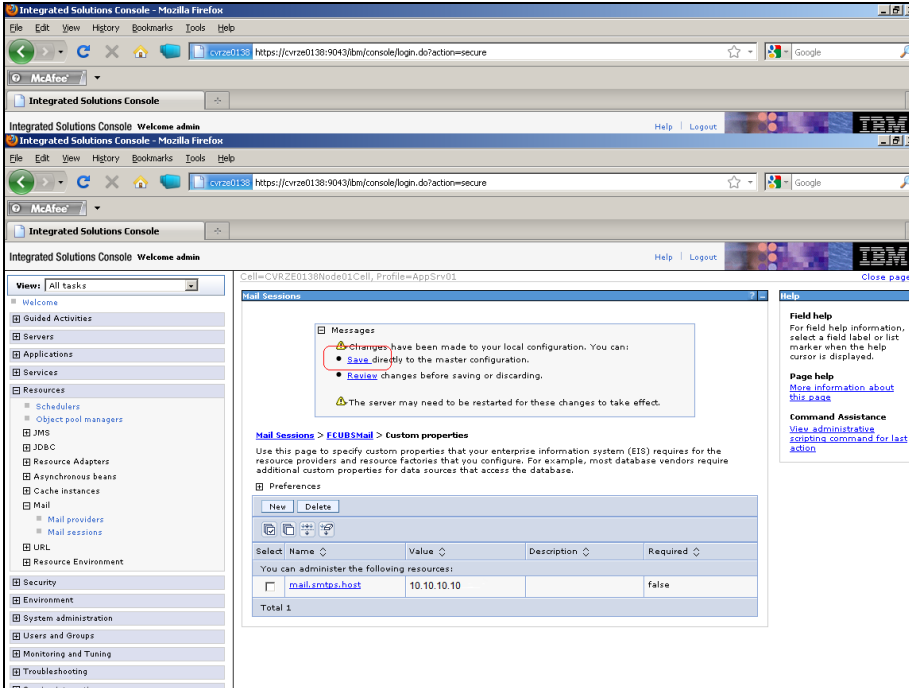 Integrated Solutions Console - Mozilla Firefox
File Edit View History Bookmarks Tools Help
cvrze0138 https://cvrze0138:9043/ibm/console/login.do?action=secure
Google
McAfee
Integrated Solutions Console
Integrated Solutions Console Welcome admin
Help | Logout
IBM
Integrated Solutions Console - Mozilla Firefox
File Edit View History Bookmarks Tools Help
cvrze0138 https://cvrze0138:9043/ibm/console/login.do?action=secure
Google
McAfee
Integrated Solutions Console
Integrated Solutions Console Welcome admin
Help | Logout
IBM
View: All tasks
Welcome
Guided Activities
Servers
Applications
Services
Resources
Schedulers
Object pool managers
JMS
JDBC
Resource Adapters
Asynchronous beans
Cache instances
Mail
Mail providers
Mail sessions
URL
Resource Environment
Security
Environment
System administration
Users and Groups
Monitoring and Tuning
Troubleshooting
Cell=CVRZE0138Node01Cell, Profile=AppSrv01
Close page
Mail Sessions
? -
Messages
Changes have been made to your local configuration. You can:
Save directly to the master configuration.
Review changes before saving or discarding.
The server may need to be restarted for these changes to take effect.
Mail Sessions > FCUBSMail > Custom properties
Use this page to specify custom properties that your enterprise information system (EIS) requires for the
resource providers and resource factories that you configure. For example, most database vendors require
additional custom properties for data sources that access the database.
Preferences
New Delete
Select Name Value Description Required
You can administer the following resources:
mail.smtps.host 10.10.10.10 false
Total 1
Help
Field help
For field help information,
select a field label or list
marker when the help
cursor is displayed.
Page help
More information about
this page
Command Assistance
View administrative
scripting command for last
action